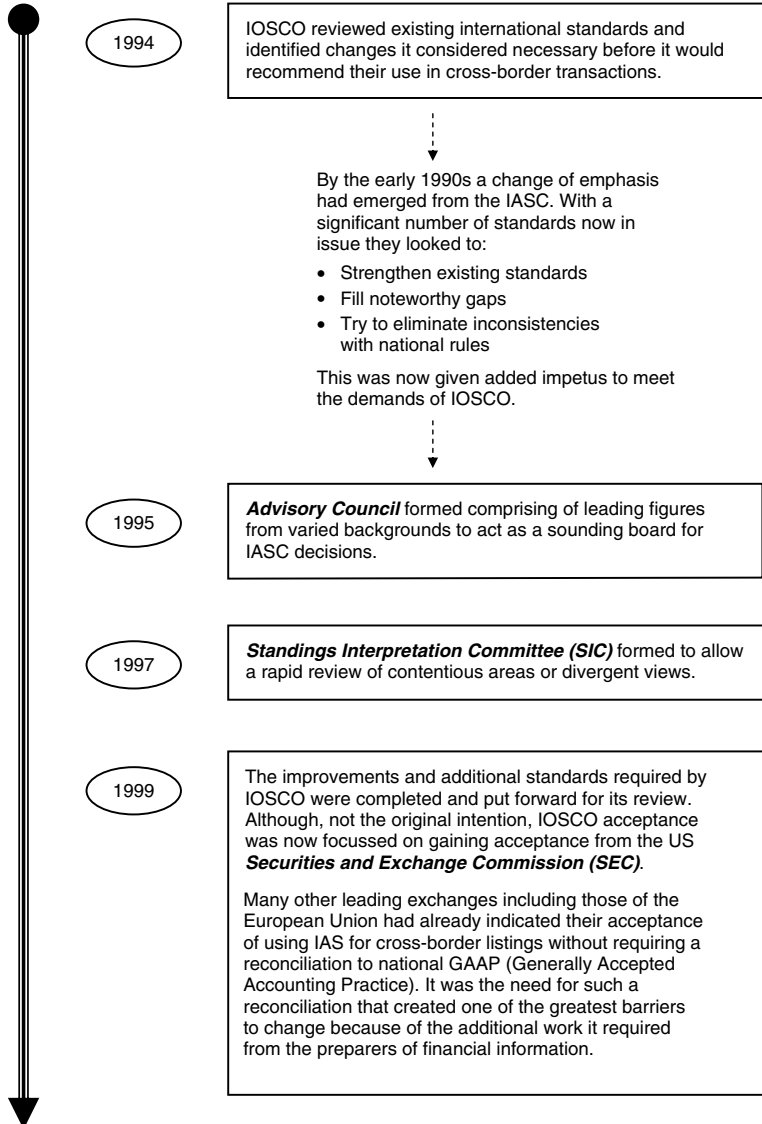 1994
IOSCO reviewed existing international standards and
identified changes it considered necessary before it would
recommend their use in cross-border transactions.
By the early 1990s a change of emphasis
had emerged from the IASC. With a
significant number of standards now in
issue they looked to:
• Strengthen existing standards
• Fill noteworthy gaps
• Try to eliminate inconsistencies
with national rules
This was now given added impetus to meet
the demands of IOSCO.
1995
Advisory Council formed comprising of leading figures
from varied backgrounds to act as a sounding board for
IASC decisions.
1997
Standings Interpretation Committee (SIC) formed to allow
a rapid review of contentious areas or divergent views.
1999
The improvements and additional standards required by
IOSCO were completed and put forward for its review.
Although, not the original intention, IOSCO acceptance
was now focussed on gaining acceptance from the US
Securities and Exchange Commission (SEC).
Many other leading exchanges including those of the
European Union had already indicated their acceptance
of using IAS for cross-border listings without requiring a
reconciliation to national GAAP (Generally Accepted
Accounting Practice). It was the need for such a
reconciliation that created one of the greatest barriers
to change because of the additional work it required
from the preparers of financial information.